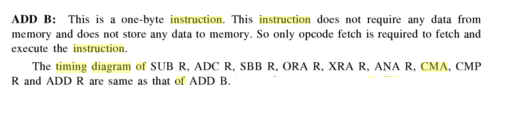 ADD B: This is a one-byte instruction. This instruction does not require any data from
memory and does not store any data to memory. So only opcode fetch is required to fetch and
execute the instruction.
The timing diagram of SUB R, ADC R, SBB R, ORA R, XRA R, ANA R, CMA, CMP
R and ADD R are same as that of ADD B.